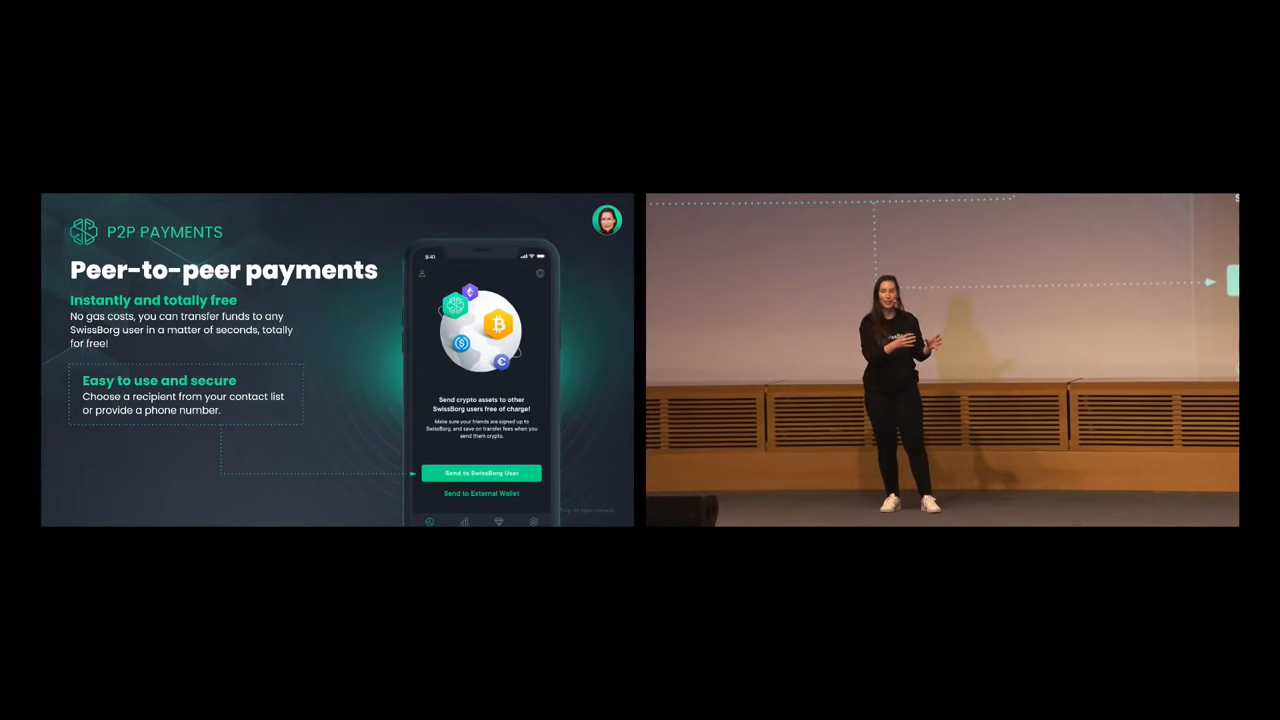 P2P PAYMENTS
Peer-to-peer payments
Instantly and totally free
No gas costs, you can transfer funds to any
SwissBorg user in a matter of seconds, totally
for free!
Easy to use and secure
Choose a recipient from your contact list
or provide a phone number.
9:41
Send crypto assets to other
SwissBorg users free of charge!
Make sure your friends are signed up to
SwissBorg, and save on transfer fees when you
send them crypto.
Send to SwissBorg User
Send to External Wallet